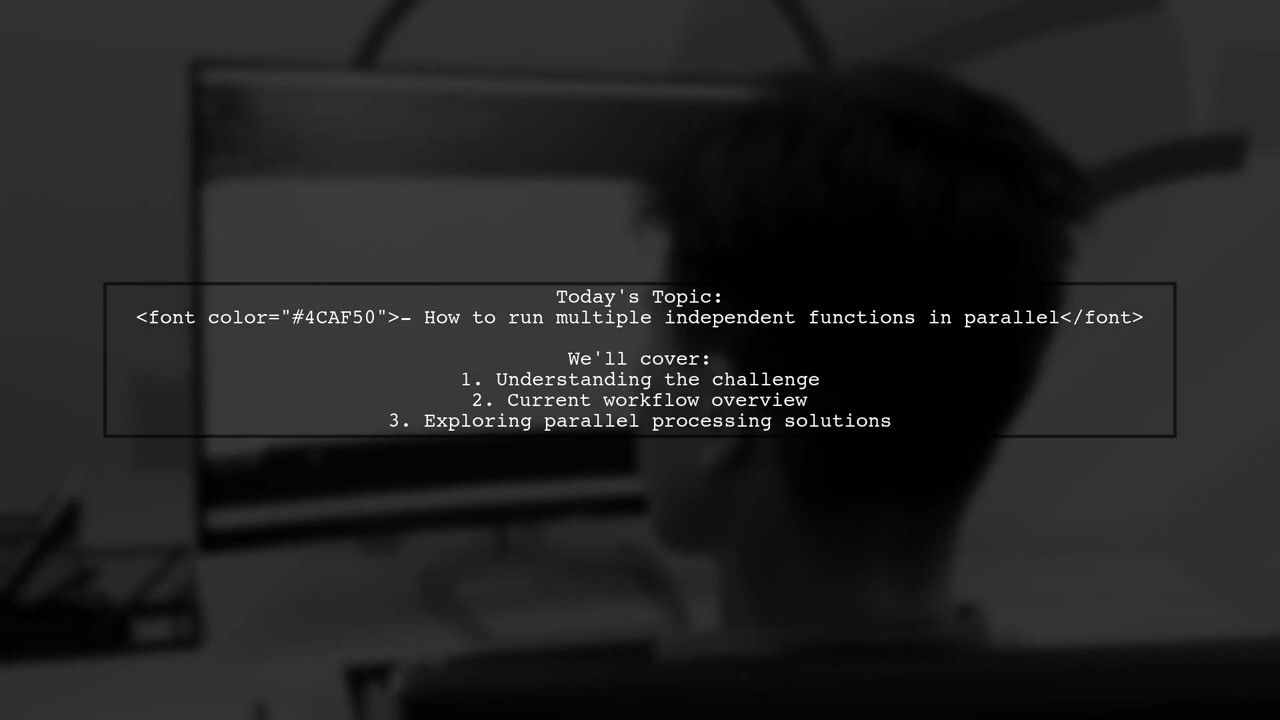 Today's Topic:
<font color="#4CAF50">- How to run multiple independent functions in parallel</font>
We'll cover:
1. Understanding the challenge
2. Current workflow overview
3. Exploring parallel processing solutions